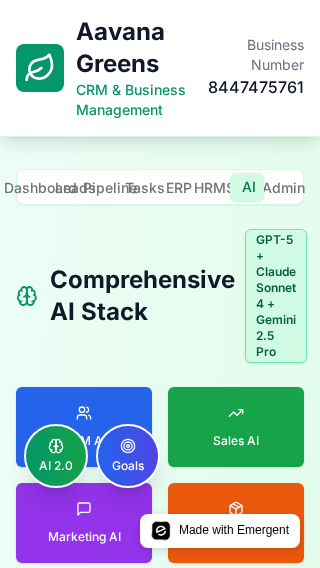 Aavana
Greens
CRM & Business
Management
Business
Number
8447475761
Dashboard Leads Pipeline Tasks ERP HRMS AI Admin
Comprehensive
AI Stack
GPT-5
+
Claude
Sonnet
4 +
Gemini
2.5
Pro
Sales AI
AI 2.0
Goals
Marketing AI
Made with Emergent